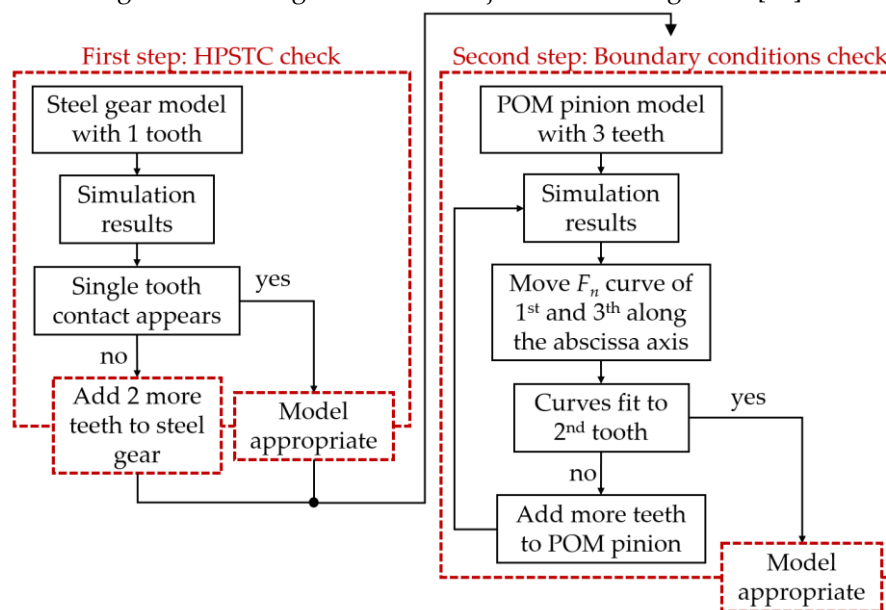 First step: HPSTC check
Steel gear model
with 1 tooth
Simulation
results
Single tooth
contact appears
yes
no
Add 2 more
teeth to steel
gear
Model
appropriate
Second step: Boundary conditions check
POM pinion model
with 3 teeth
Simulation
results
Move Fn curve of
1st and 3th along
the abscissa axis
Curves fit to
2nd tooth
yes
no
Add more teeth
to POM pinion
Model
appropriate